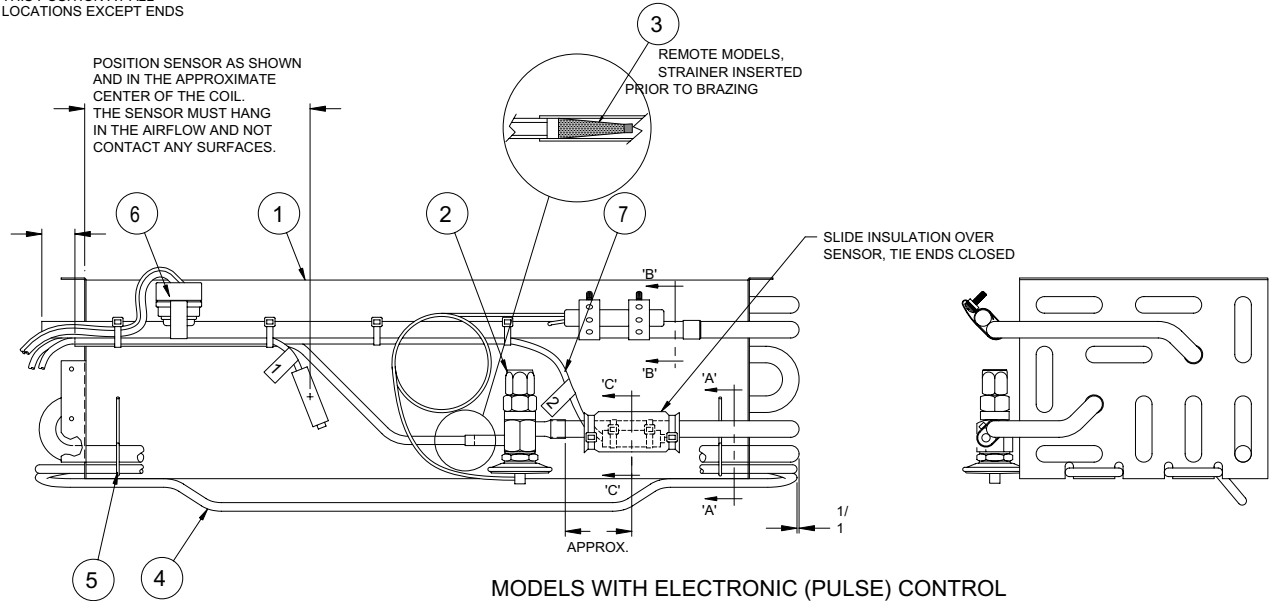 LOCATIONS EXCEPT ENDS
3
REMOTE MODELS,
STRAINER INSERTED
PRIOR TO BRAZING
POSITION SENSOR AS SHOWN
AND IN THE APPROXIMATE
CENTER OF THE COIL.
THE SENSOR MUST HANG
IN THE AIRFLOW AND NOT
CONTACT ANY SURFACES.
6
1
2
7
SLIDE INSULATION OVER
SENSOR, TIE ENDS CLOSED
'B'
'B'
1
2
'C'
'A'
'C'
'A'
1/
1
APPROX.
5
4
MODELS WITH ELECTRONIC (PULSE) CONTROL